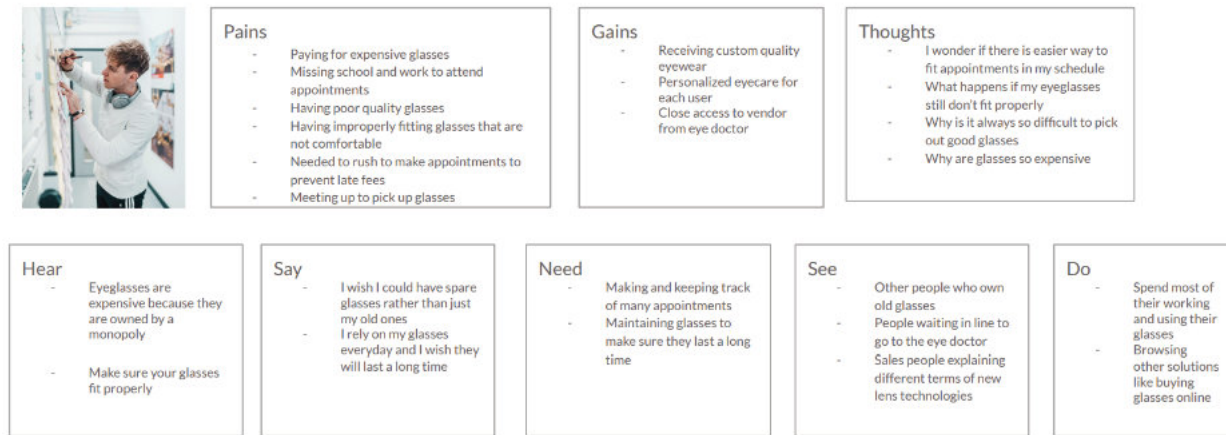 Pains
- Paying for expensive glasses
- Missing school and work to attend
appointments
- Having poor quality glasses
- Having improperly fitting glasses that are
not comfortable
- Needed to rush to make appointments to
prevent late fees
- Meeting up to pick up glasses
Gains
- Receiving custom quality
eyewear
- Personalized eyecare for
each user
- Close access to vendor
from eye doctor
Thoughts
- I wonder if there is easier way to
fit appointments in my schedule
- What happens if my eyeglasses
still don't fit properly
- Why is it always so difficult to pick
out good glasses
- Why are glasses so expensive
Hear
- Eyeglasses are
expensive because they
are owned by a
monopoly
- Make sure your glasses
fit properly
Say
- I wish I could have spare
glasses rather than just
my old ones
- I rely on my glasses
everyday and I wish they
will last a long time
Need
- Making and keeping track
of many appointments
- Maintaining glasses to
make sure they last a long
time
See
- Other people who own
old glasses
- People waiting in line to
go to the eye doctor
- Sales people explaining
different terms of new
lens technologies
Do
- Spend most of
their working
and using their
glasses
- Browsing
other solutions
like buying
glasses online